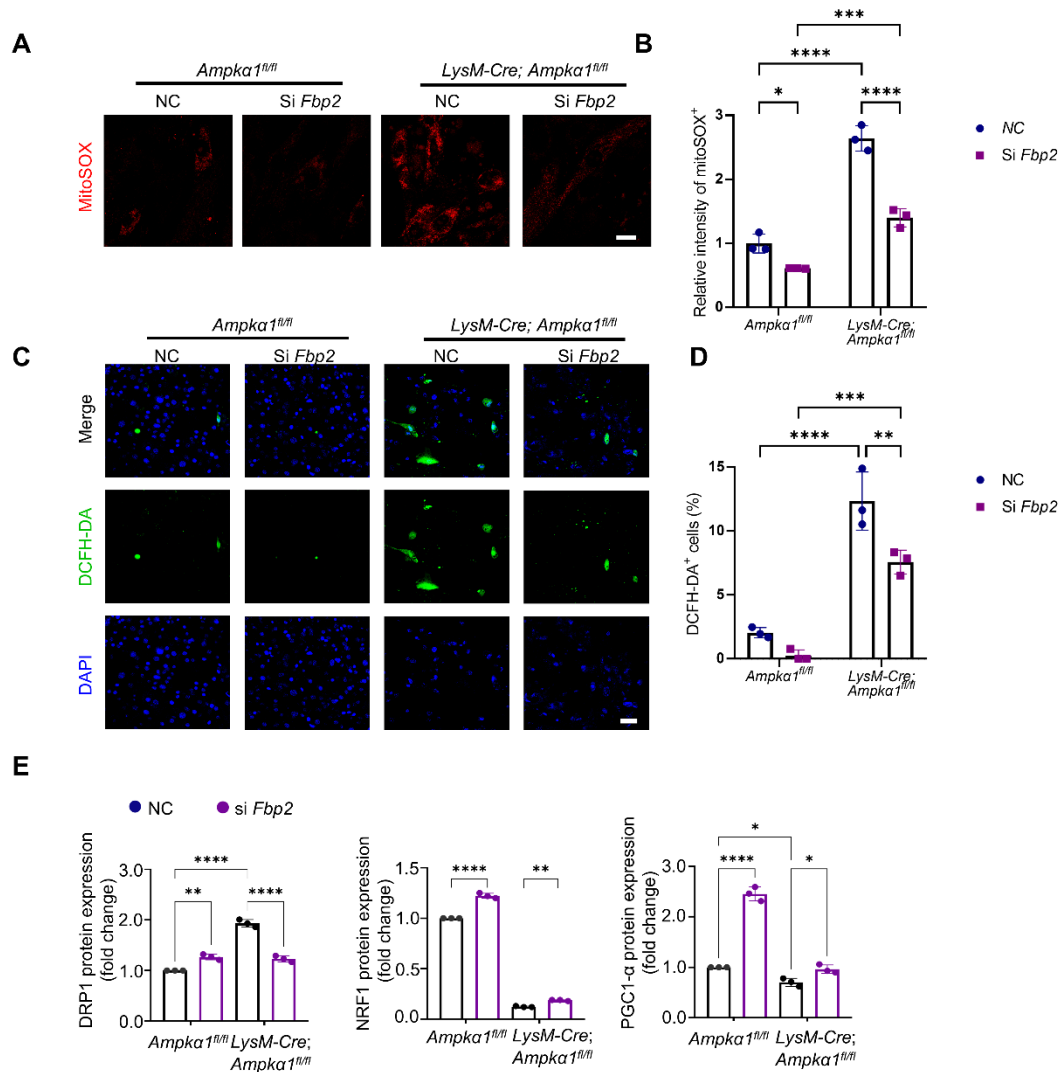 A
Ampkα1fl/fl
LysM-Cre; Ampkα1fl/fl
NC
Si Fbp2
NC
Si Fbp2
MitoSOX
B
***
****
*
****
Relative intensity of mitoSOX+
3
2
1
0
NC
Si Fbp2
Ampkα1fl/fl
LysM-Cre;
Ampkα1fl/fl
C
Ampkα1fl/fl
LysM-Cre; Ampkα1fl/fl
NC
Si Fbp2
NC
Si Fbp2
Merge
DCFH-DA
DAPI
D
***
****
**
DCFH-DA+ cells (%)
15
10
5
0
NC
Si Fbp2
Ampkα1fl/fl
LysM-Cre;
Ampkα1fl/fl
E
NC
si Fbp2
DRP1 protein expression
(fold change)
3.0
2.0
1.0
0.0
****
**
****
Ampkα1fl/fl
LysM-Cre;
Ampkα1fl/fl
NRF1 protein expression
(fold change)
1.5
1.0
0.5
0.0
****
**
Ampkα1fl/fl
LysM-Cre;
Ampkα1fl/fl
PGC1-α protein expression
(fold change)
3.0
2.0
1.0
0.0
*
****
*
Ampkα1fl/fl
LysM-Cre;
Ampkα1fl/fl